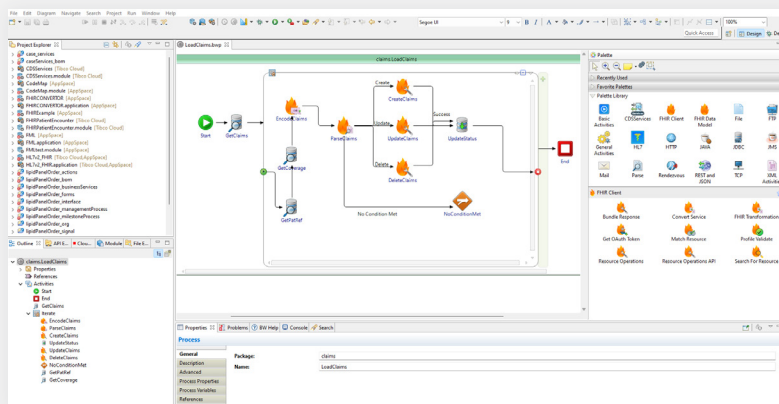 File Edit Diagram Navigate Search Project Run Window Help
Segoe UI 9 B I A 100%
Quick Access Design De
Project Explorer
case_services
caseServices_bom
CDSServices [Tibco Cloud]
CDSServices.module [Tibco Cloud]
CodeMap [AppSpace]
CodeMap.module [AppSpace]
FHIRCONVERTOR [AppSpace]
FHIRCONVERTOR.application [AppSpace]
FHIRExample [AppSpace]
FHIRPatientEncounter [Tibco Cloud]
FHIRPatientEncounter.module [Tibco Cloud]
FML [AppSpace]
FML.application [AppSpace]
FMLtest.module [AppSpace]
HL7v2_FHIR [Tibco Cloud,AppSpace]
HL7v2_FHIR.application [Tibco Cloud,AppSpace]
lipidPanelOrder_actions
lipidPanelOrder_bom
lipidPanelOrder_businessServices
lipidPanelOrder_forms
lipidPanelOrder_interface
lipidPanelOrder_managementProcess
lipidPanelOrder_milestoneProcess
lipidPanelOrder_org
lipidPanelOrder_signal
Outline API E... Clou... Module File E...
claims.LoadClaims
Properties
References
Activities
Start
End
GetClaims
Iterate
EncodeClaims
ParseClaims
CreateClaims
UpdateStatus
UpdateClaims
DeleteClaims
NoConditionMet
GetPatRef
GetCoverage
LoadClaims.bwp
claims.LoadClaims
Start
GetClaims
EncodeClaims
GetCoverage
GetPatRef
ParseClaims
Create
CreateClaims
Update
UpdateClaims
Delete
DeleteClaims
Success
UpdateStatus
No Condition Met
NoConditionMet
End
Palette
Recently Used
Favorite Palettes
Palette Library
Basic Activities
CDSServices
FHIR Client
FHIR Data Model
File
FTP
General Activities
HL7
HTTP
JAVA
JDBC
JMS
Mail
Parse
Rendezvous
REST and JSON
TCP
XML Activitie
FHIR Client
Bundle Response
Convert Service
FHIR Transformation
Get OAuth Token
Match Resource
Profile Validate
Resource Operations
Resource Operations API
Search For Resource
Properties Problems BW Help Console Search
Process
General
Description
Advanced
Process Properties
Process Variables
References
Package: claims
Name: LoadClaims